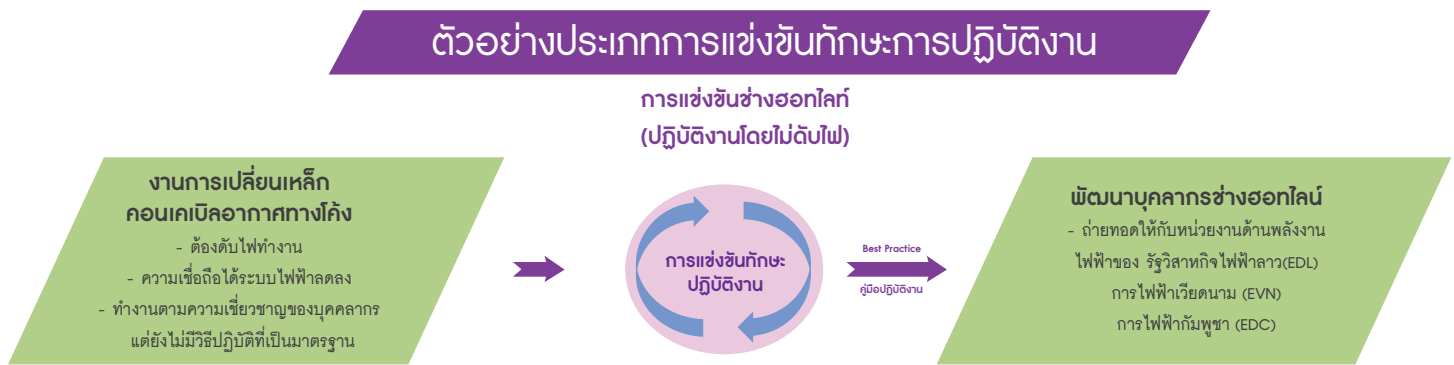 ตัวอย่างประเภทการแข่งขันทักษะการปฏิบัติงาน
การแข่งขันช่างฮอทไลท์
(ปฏิบัติงานโดยไม่ดับไฟ)
งานการเปลี่ยนเหล็ก
คอนเคเบิลอากาศทางโค้ง
- ต้องดับไฟทำงาน
- ความเชื่อถือได้ระบบไฟฟ้าลดลง
- ทำงานตามความเชี่ยวชาญของบุคคลากร
แต่ยังไม่มีวิธีปฏิบัติที่เป็นมาตรฐาน
การแข่งขันทักษะ
ปฏิบัติงาน
Best Practice
คู่มือปฏิบัติงาน
พัฒนาบุคลากรช่างฮอทไลน์
- ถ่ายทอดให้กับหน่วยงานด้านพลังงาน
ไฟฟ้าของ รัฐวิสาหกิจไฟฟ้าลาว(EDL)
การไฟฟ้าเวียดนาม (EVN)
การไฟฟ้ากัมพูชา (EDC)